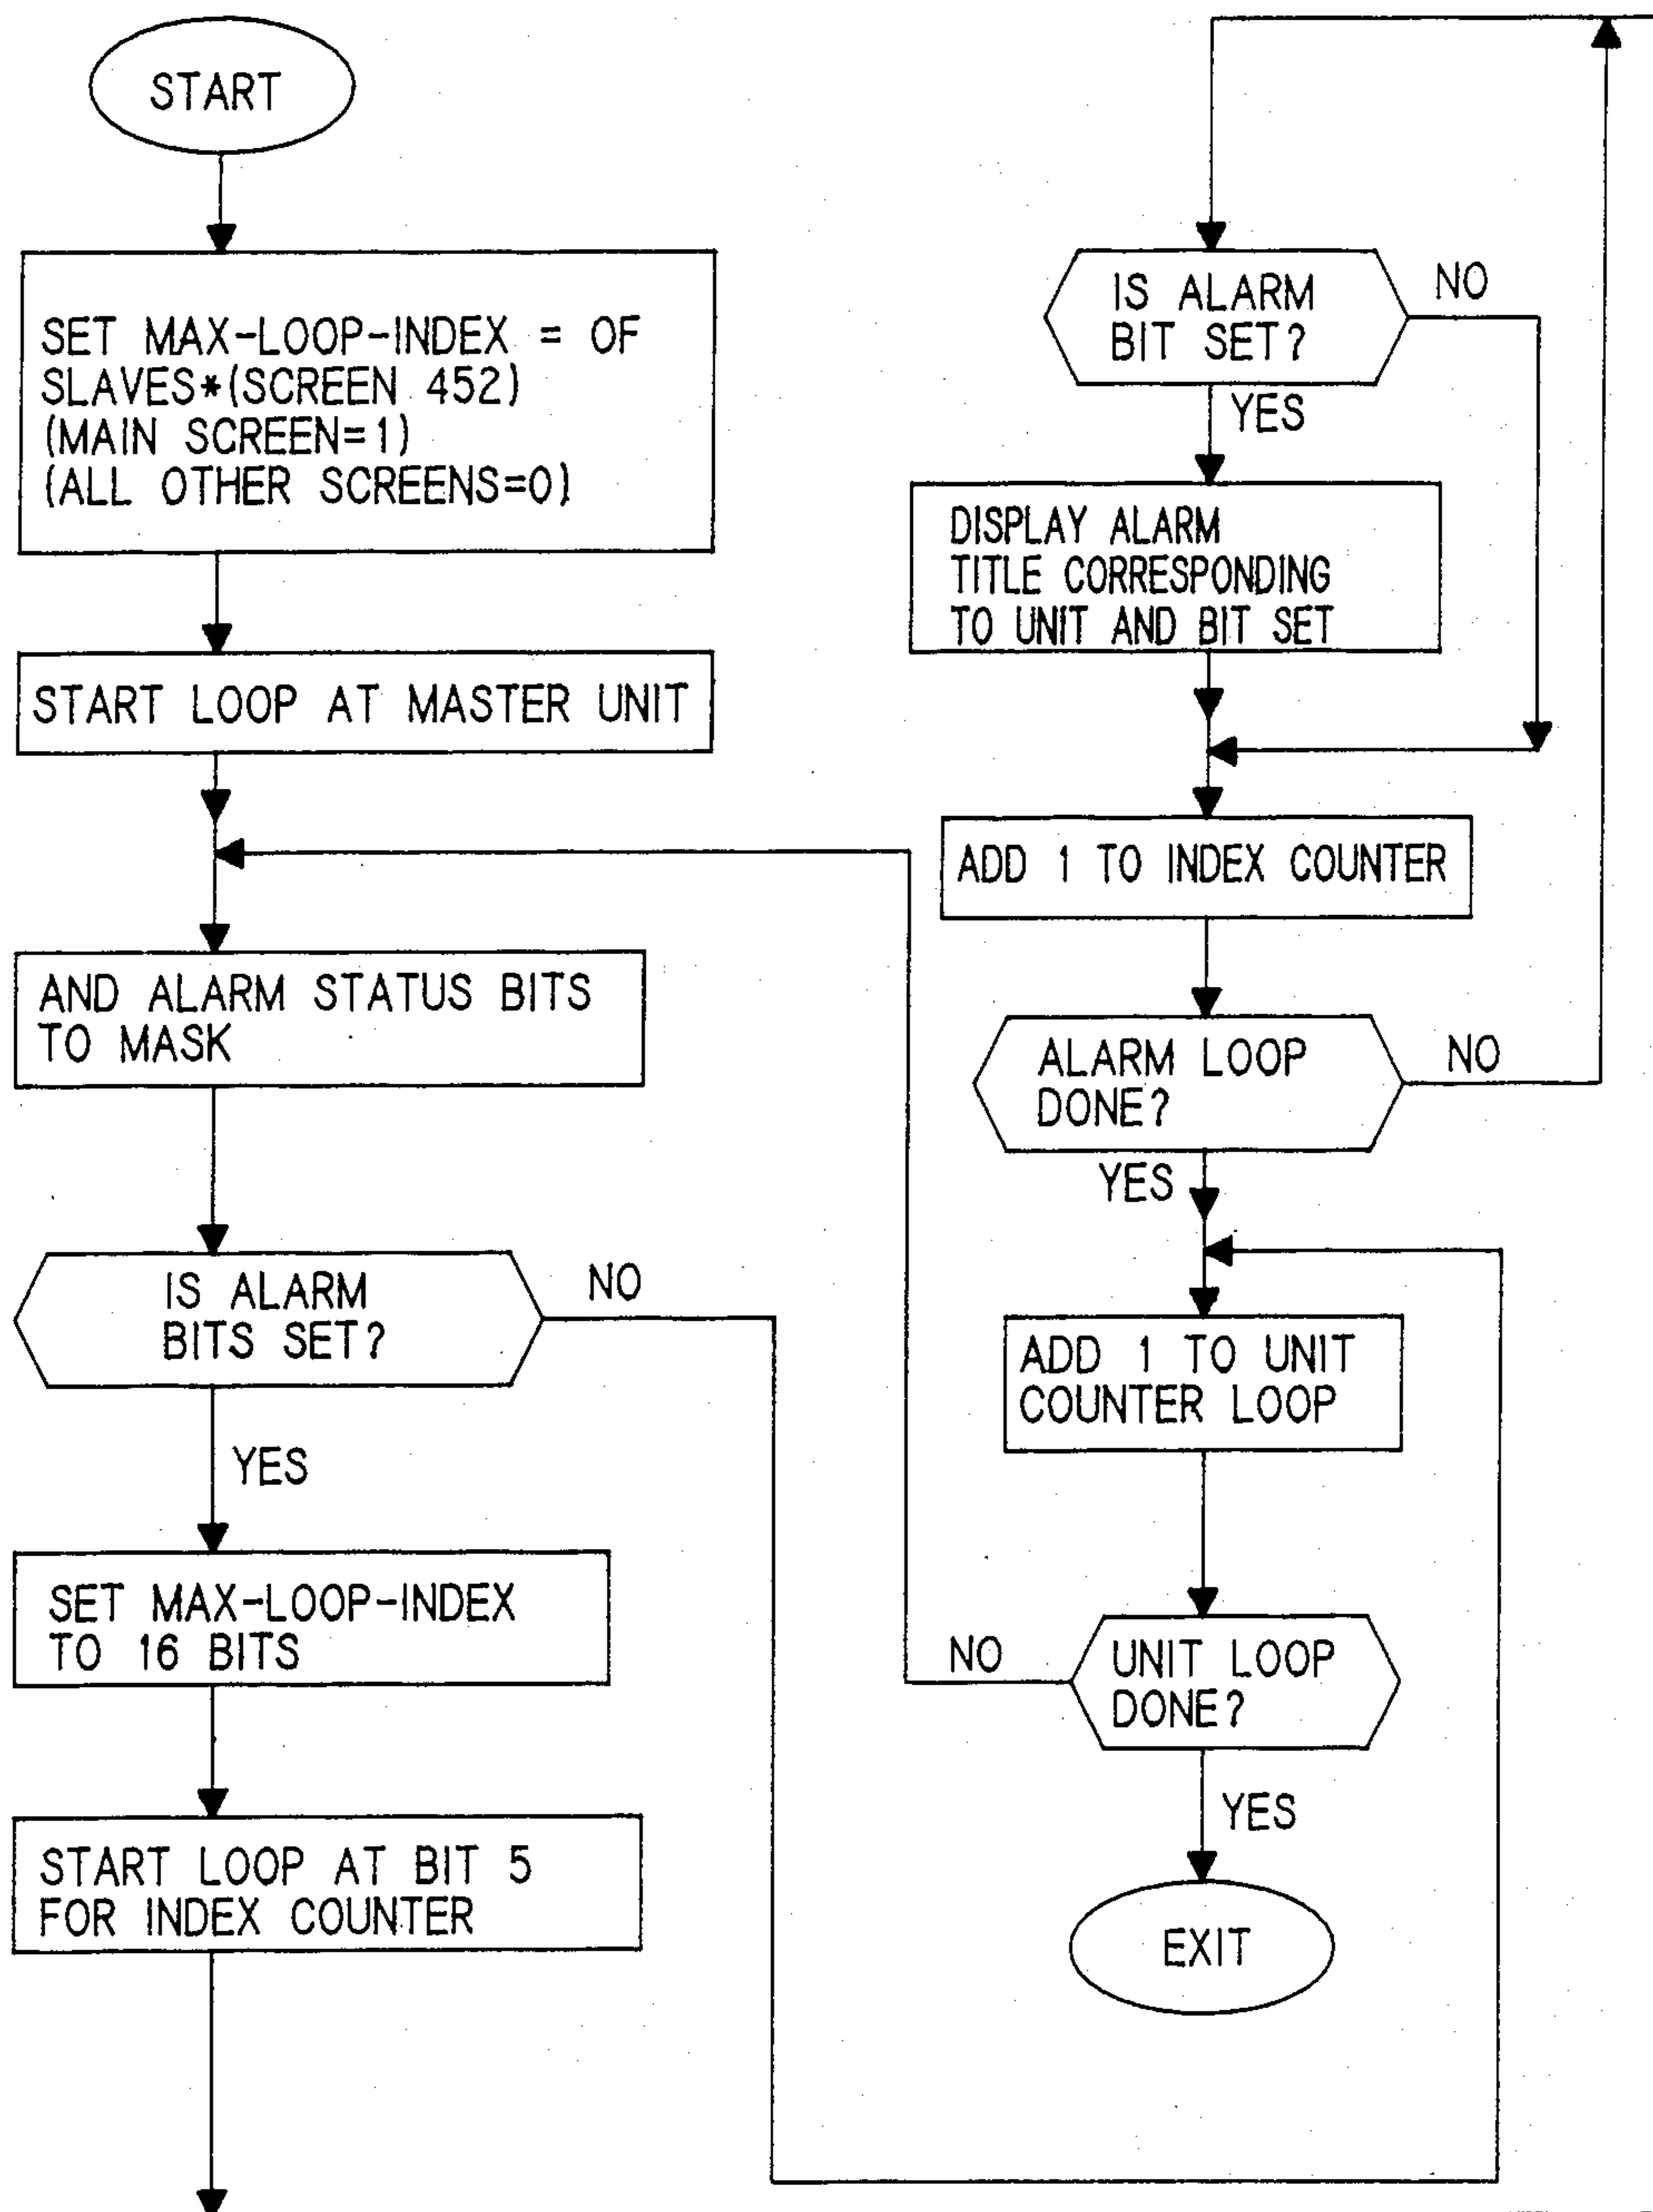 START
SET MAX-LOOP-INDEX = OF
SLAVES*(SCREEN 452)
(MAIN SCREEN=1)
(ALL OTHER SCREENS=0)
START LOOP AT MASTER UNIT
AND ALARM STATUS BITS
TO MASK
IS ALARM
BITS SET?
NO
YES
SET MAX-LOOP-INDEX
TO 16 BITS
START LOOP AT BIT 5
FOR INDEX COUNTER
IS ALARM
BIT SET?
NO
YES
DISPLAY ALARM
TITLE CORRESPONDING
TO UNIT AND BIT SET
ADD 1 TO INDEX COUNTER
ALARM LOOP
DONE?
NO
YES
ADD 1 TO UNIT
COUNTER LOOP
UNIT LOOP
DONE?
NO
YES
EXIT